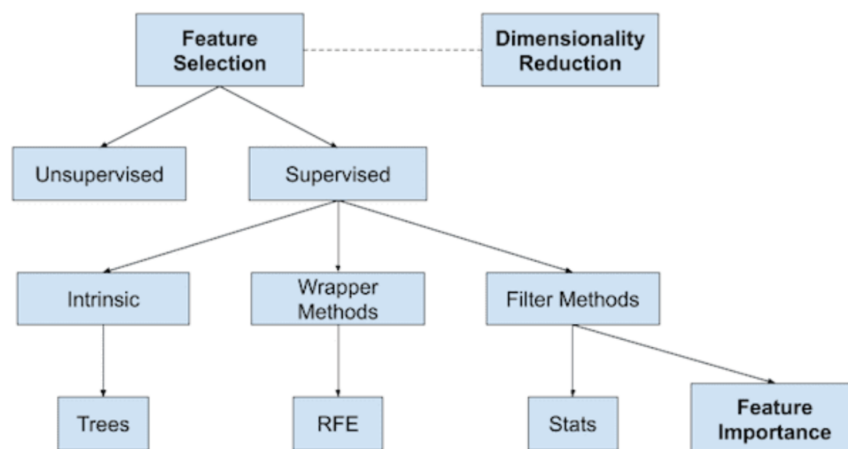 Feature
Selection
Dimensionality
Reduction
Unsupervised
Supervised
Intrinsic
Wrapper
Methods
Filter Methods
Trees
RFE
Stats
Feature
Importance